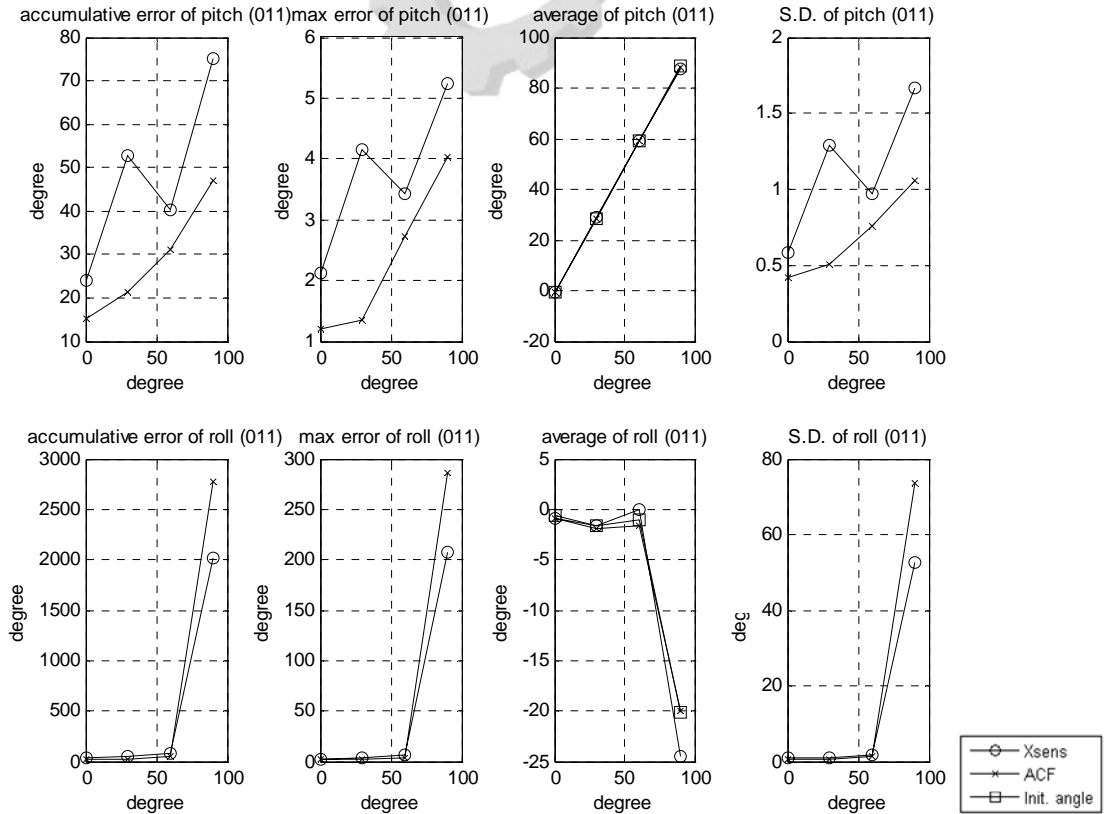 accumulative error of pitch (011)
80
70
60
50
40
30
20
10
degree
0 50 100
degree
max error of pitch (011)
6
5
4
3
2
1
degree
0 50 100
degree
average of pitch (011)
100
80
60
40
20
0
-20
degree
0 50 100
degree
S.D. of pitch (011)
2
1.5
1
0.5
0
degree
0 50 100
degree
accumulative error of roll (011)
3000
2500
2000
1500
1000
500
0
degree
0 50 100
degree
max error of roll (011)
300
250
200
150
100
50
0
degree
0 50 100
degree
average of roll (011)
5
0
-5
-10
-15
-20
-25
degree
0 50 100
degree
S.D. of roll (011)
80
60
40
20
0
deg
0 50 100
degree
Xsens
ACF
Init. angle